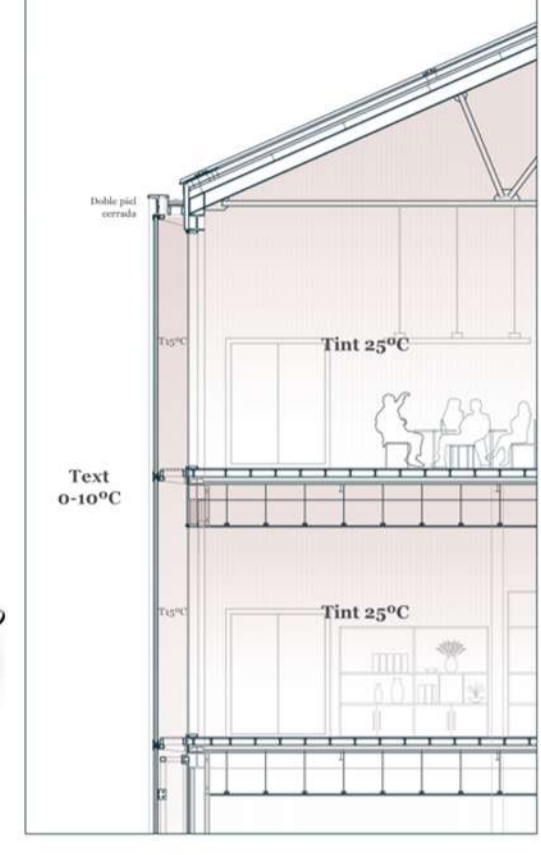 Doble piel
cerrada
T15ºC
Tint 25ºC
Text
0-10ºC
T15ºC
Tint 25ºC